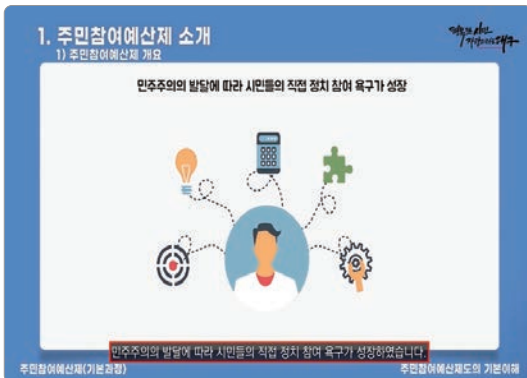 1. 주민참여예산제 소개
1) 주민참여예산제 개요
민주주의의 발달에 따라 시민들의 직접 정치 참여 욕구가 성장
민주주의의 발달에 따라 시민들의 직접 정치 참여 욕구가 성장하였습니다.
주민참여예산제(기본과정)
주민참여예산제도의 기본이해